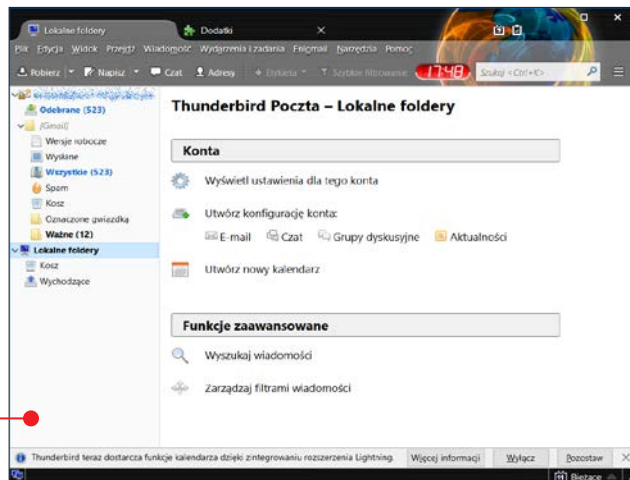 Lokalne foldery
Dodatki
Plik Edycja Widok Przejdź Wiadomość Wydarzenia i zadania Enigmail Narzędzia Pomoc
Pobierz Napisz Czat Adresy Etykieta Szybkie filtrowanie 17:48 Szukaj <Ctrl+K>
Odebrane (523)
[Gmail]
Wersje robocze
Wysłane
Wszystkie (523)
Spam
Kosz
Oznaczone gwiazdką
Ważne (12)
Lokalne foldery
Kosz
Wychodzące
Thunderbird Poczta – Lokalne foldery
Konta
Wyświetl ustawienia dla tego konta
Utwórz konfigurację konta:
E-mail Czat Grupy dyskusyjne Aktualności
Utwórz nowy kalendarz
Funkcje zaawansowane
Wyszukaj wiadomości
Zarządzaj filtrami wiadomości
Thunderbird teraz dostarcza funkcje kalendarza dzięki zintegrowaniu rozszerzenia Lightning. Więcej informacji Wyłącz Pozostaw
Bieżące